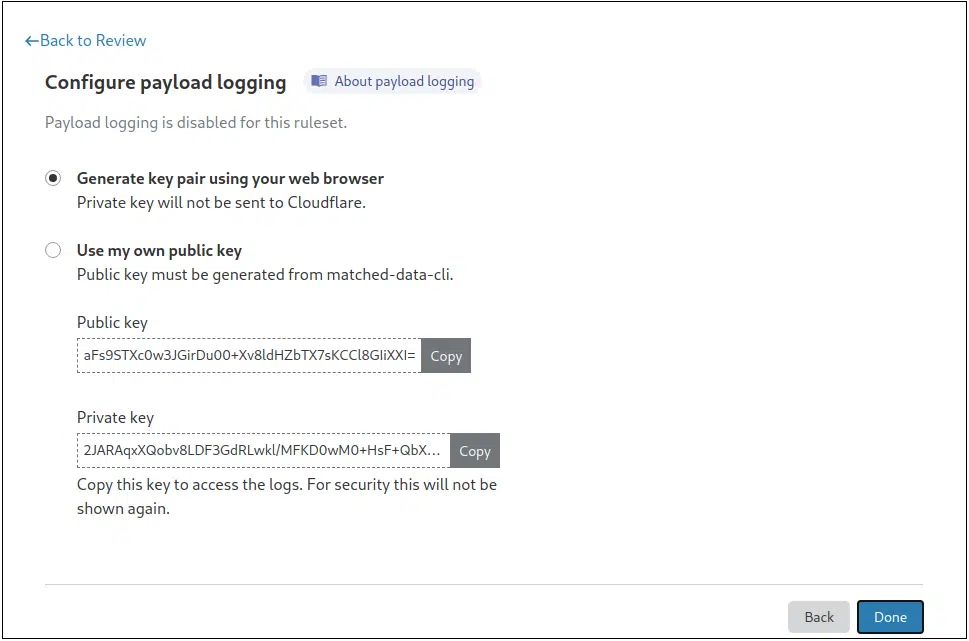 ←Back to Review
Configure payload logging About payload logging
Payload logging is disabled for this ruleset.
Generate key pair using your web browser
Private key will not be sent to Cloudflare.
Use my own public key
Public key must be generated from matched-data-cli.
Public key
aFs9STXc0w3JGirDu00+Xv8ldHZbTX7sKCCl8GIiXXI= Copy
Private key
2JARAqxXQobv8LDF3GdRLwkl/MFKD0wM0+HsF+QbX... Copy
Copy this key to access the logs. For security this will not be
shown again.
Back Done